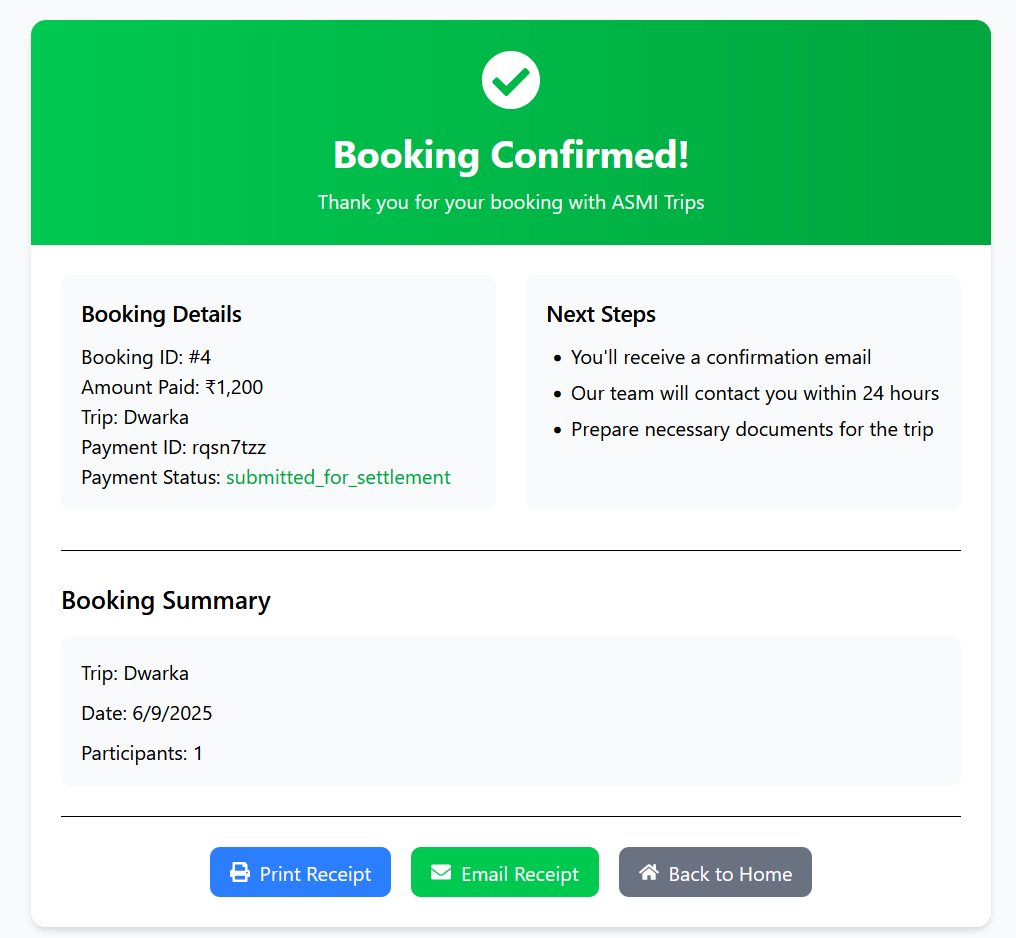 Booking Confirmed!
Thank you for your booking with ASMI Trips
Booking Details
Booking ID: #4
Amount Paid: ₹1,200
Trip: Dwarka
Payment ID: rqsn7tzz
Payment Status: submitted_for_settlement
Next Steps
• You'll receive a confirmation email
• Our team will contact you within 24 hours
• Prepare necessary documents for the trip
Booking Summary
Trip: Dwarka
Date: 6/9/2025
Participants: 1
Print Receipt
Email Receipt
Back to Home